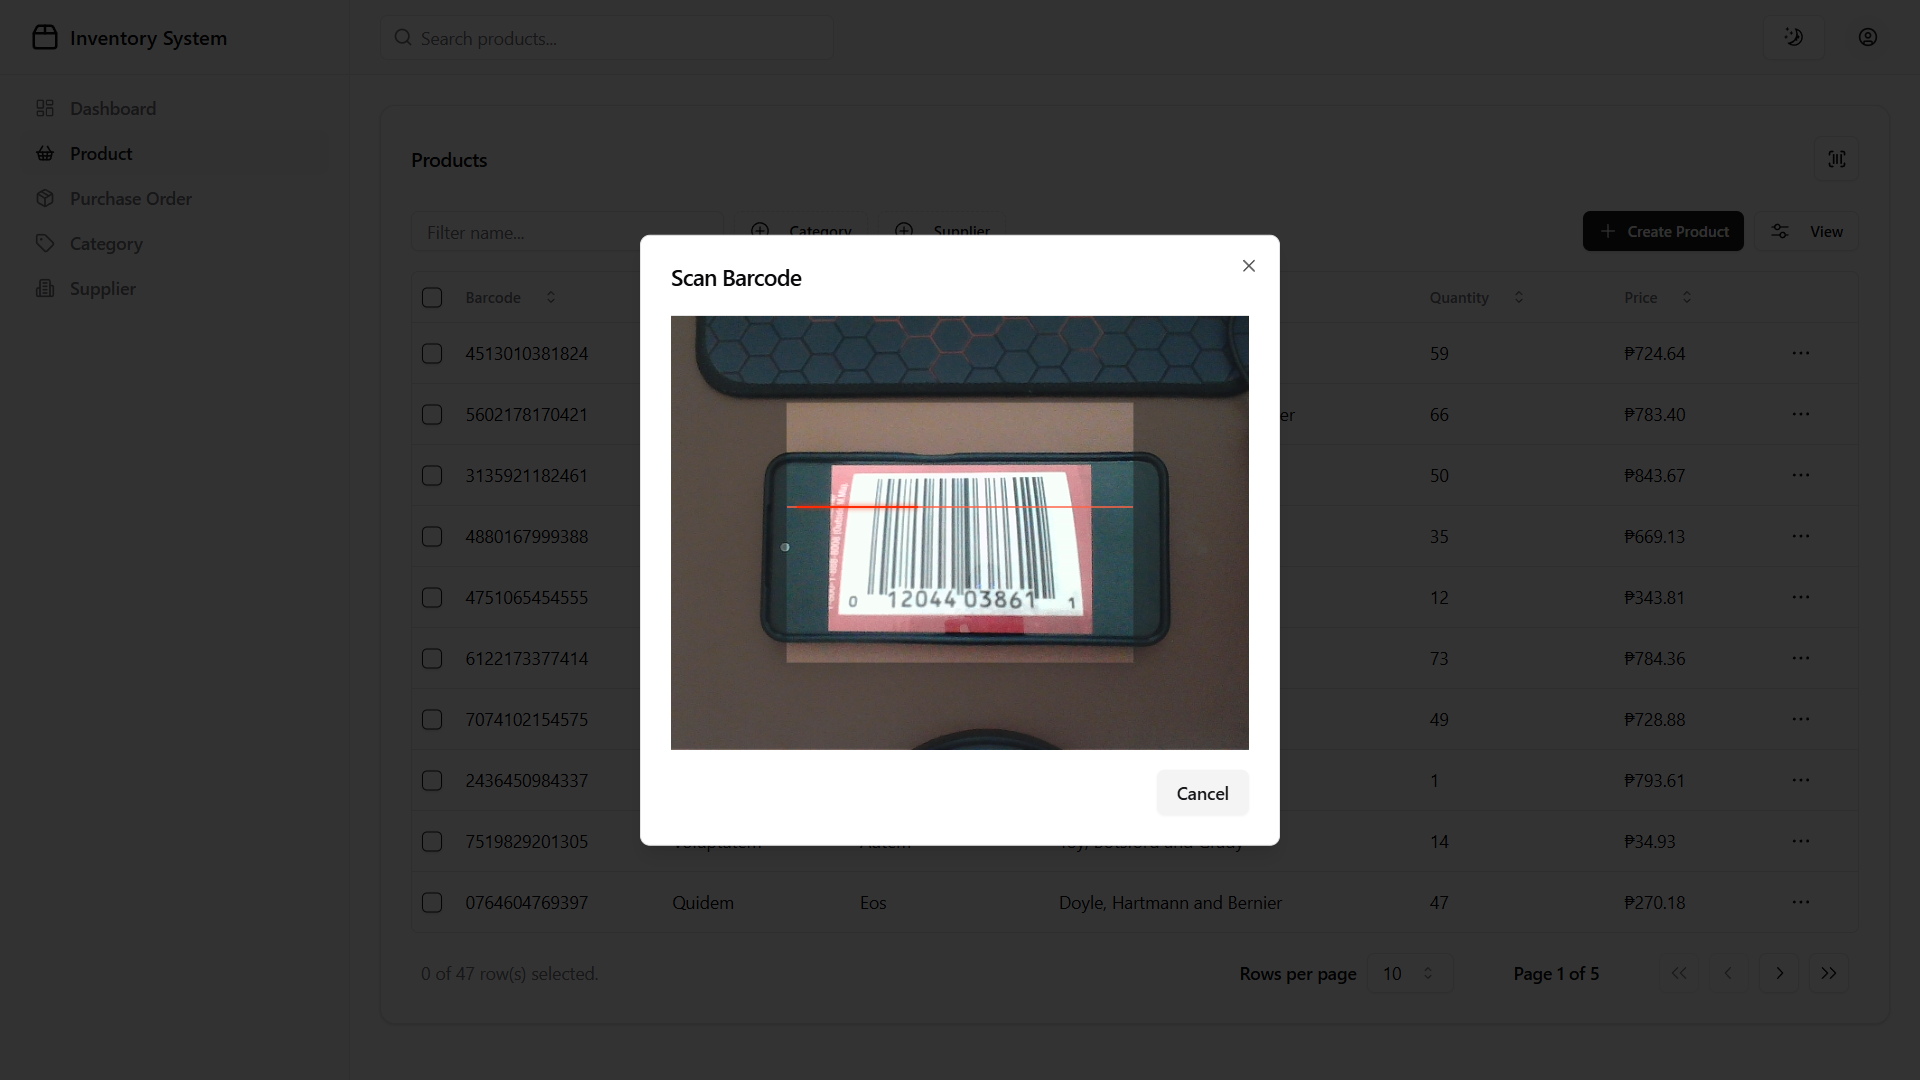 Inventory System
Search products...
Dashboard
Product
Purchase Order
Category
Supplier
Products
Filter name...
Category
Supplier
Create Product
View
Barcode
Quantity
Price
4513010381824
59
₱724.64
5602178170421
er
66
₱783.40
3135921182461
50
₱843.67
4880167999388
35
₱669.13
4751065454555
12
₱343.81
6122173377414
73
₱784.36
7074102154575
49
₱728.88
2436450984337
1
₱793.61
7519829201305
14
₱34.93
0764604769397
Quidem
Eos
Doyle, Hartmann and Bernier
47
₱270.18
0 of 47 row(s) selected.
Rows per page
10
Page 1 of 5
Scan Barcode
0 12044 03861 1
Cancel